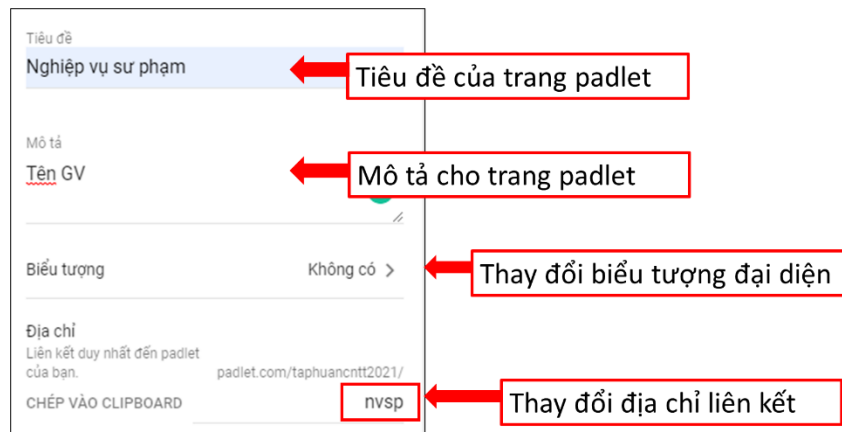 Tiêu đề
Nghiệp vụ sư phạm
Tiêu đề của trang padlet
Mô tả
Tên GV
Mô tả cho trang padlet
Biểu tượng
Không có >
Thay đổi biểu tượng đại diện
Địa chỉ
Liên kết duy nhất đến padlet
của bạn.
padlet.com/taphuancntt2021/
CHÉP VÀO CLIPBOARD
nvsp
Thay đổi địa chỉ liên kết